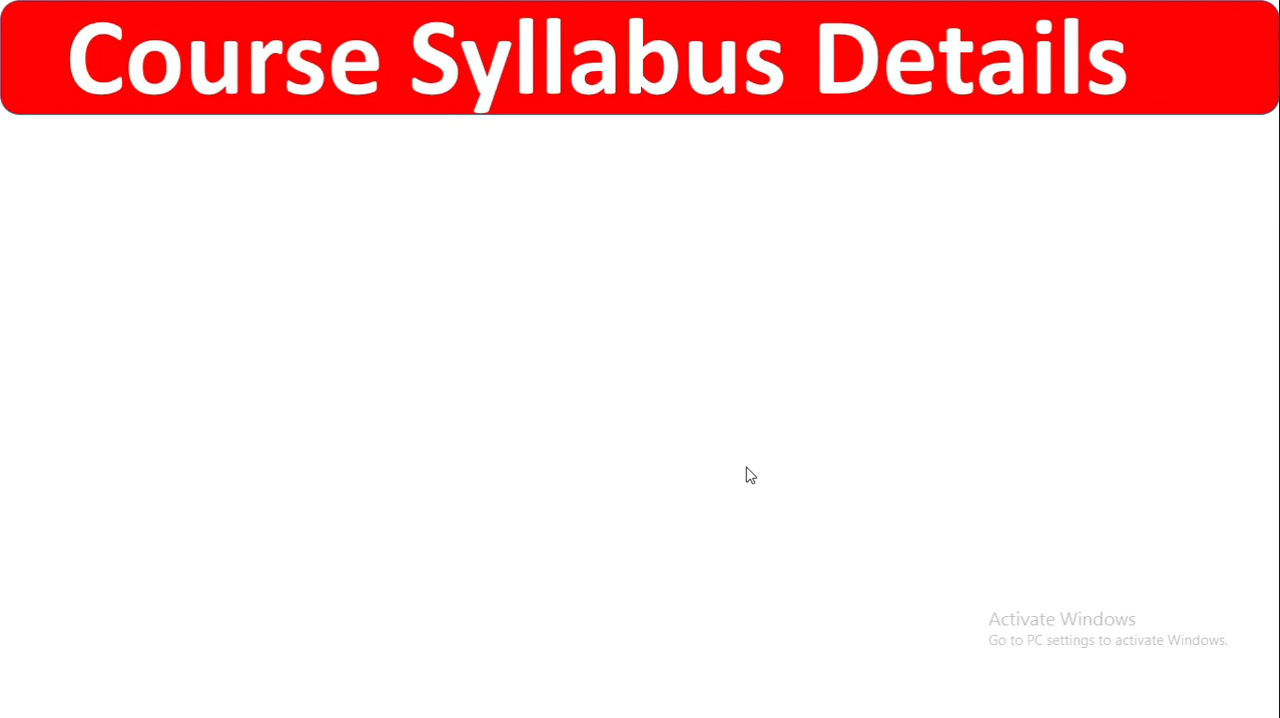 Course Syllabus Details
Activate Windows
Go to PC settings to activate Windows.